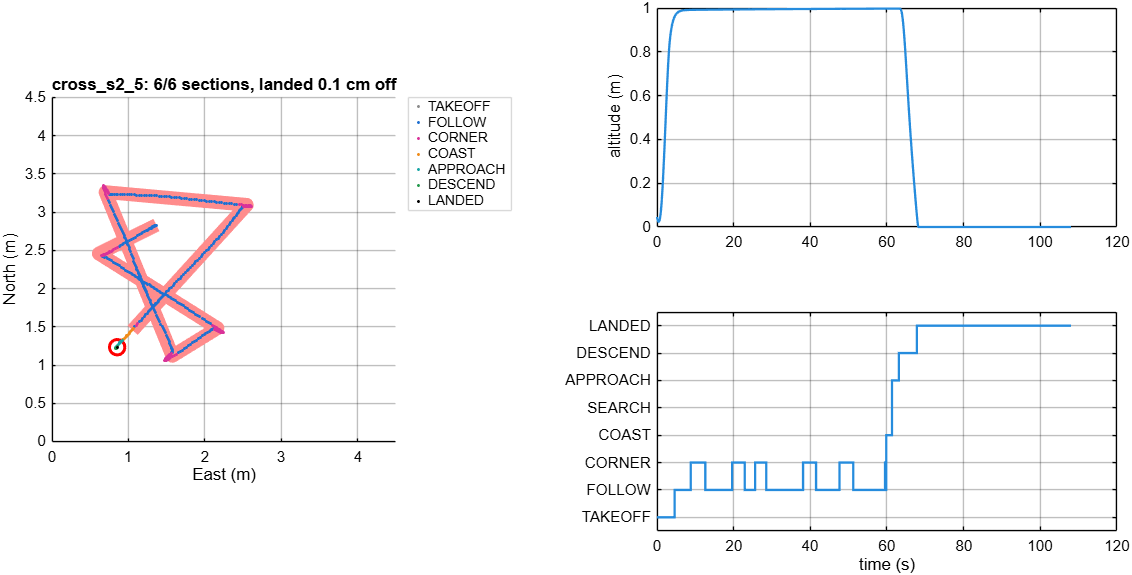 cross_s2_5: 6/6 sections, landed 0.1 cm off
North (m)
4.5
4
3.5
3
2.5
2
1.5
1
0.5
0
0
1
2
3
4
East (m)
TAKEOFF
FOLLOW
CORNER
COAST
APPROACH
DESCEND
LANDED
altitude (m)
1
0.8
0.6
0.4
0.2
0
0
20
40
60
80
100
120
LANDED
DESCEND
APPROACH
SEARCH
COAST
CORNER
FOLLOW
TAKEOFF
0
20
40
60
80
100
120
time (s)